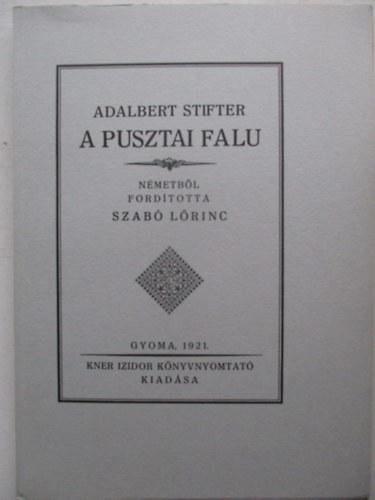 ADALBERT STIFTER
A PUSZTAI FALU
NÉMETBŐL
FORDÍTOTTA
SZABÓ LŐRINC
GYOMA, 1921.
KNER IZIDOR KÖNYVNYOMTATÓ
KIADÁSA